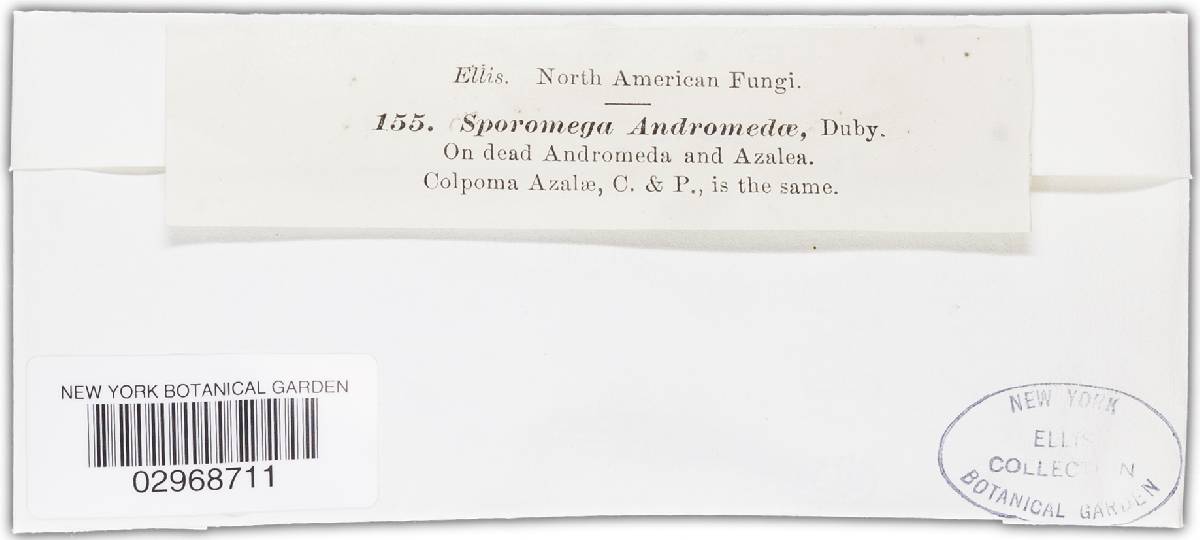 Ellis. North American Fungi.
155. Sporomega Andromedæ, Duby.
On dead Andromeda and Azalea.
Colpoma Azalæ, C. & P., is the same.
NEW YORK BOTANICAL GARDEN
02968711
NEW YORK
ELLIS
COLLECTION
BOTANICAL GARDEN